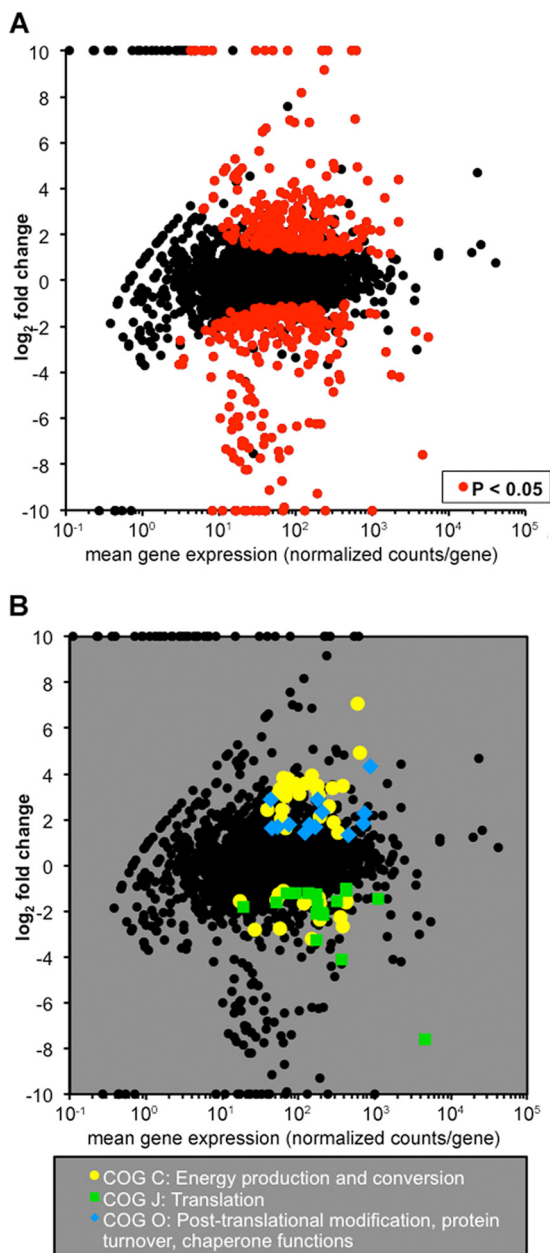 A
10
8
6
4
2
0
-2
-4
-6
-8
-10
log2 fold change
P < 0.05
10-1 100 101 102 103 104 105
mean gene expression (normalized counts/gene)
B
10
8
6
4
2
0
-2
-4
-6
-8
-10
log2 fold change
10-1 100 101 102 103 104 105
mean gene expression (normalized counts/gene)
COG C: Energy production and conversion
COG J: Translation
COG O: Post-translational modification, protein
turnover, chaperone functions